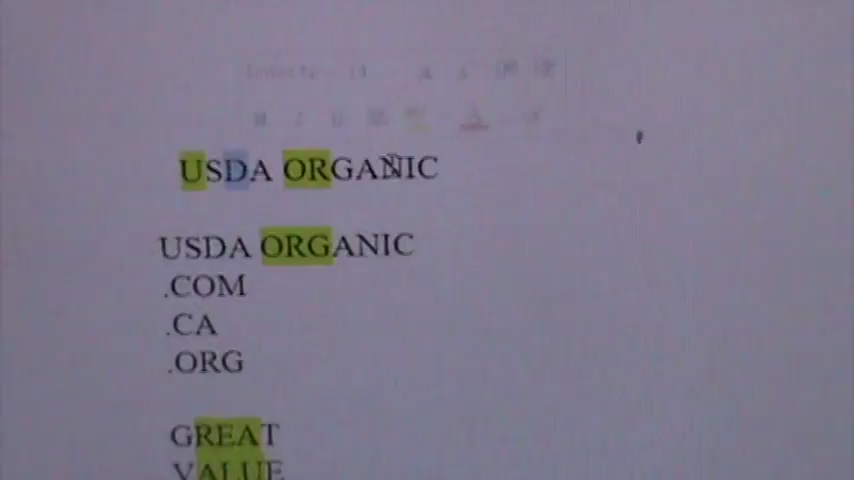 USDA ORGANIC
USDA ORGANIC
.COM
.CA
.ORG
GREAT
VALUE